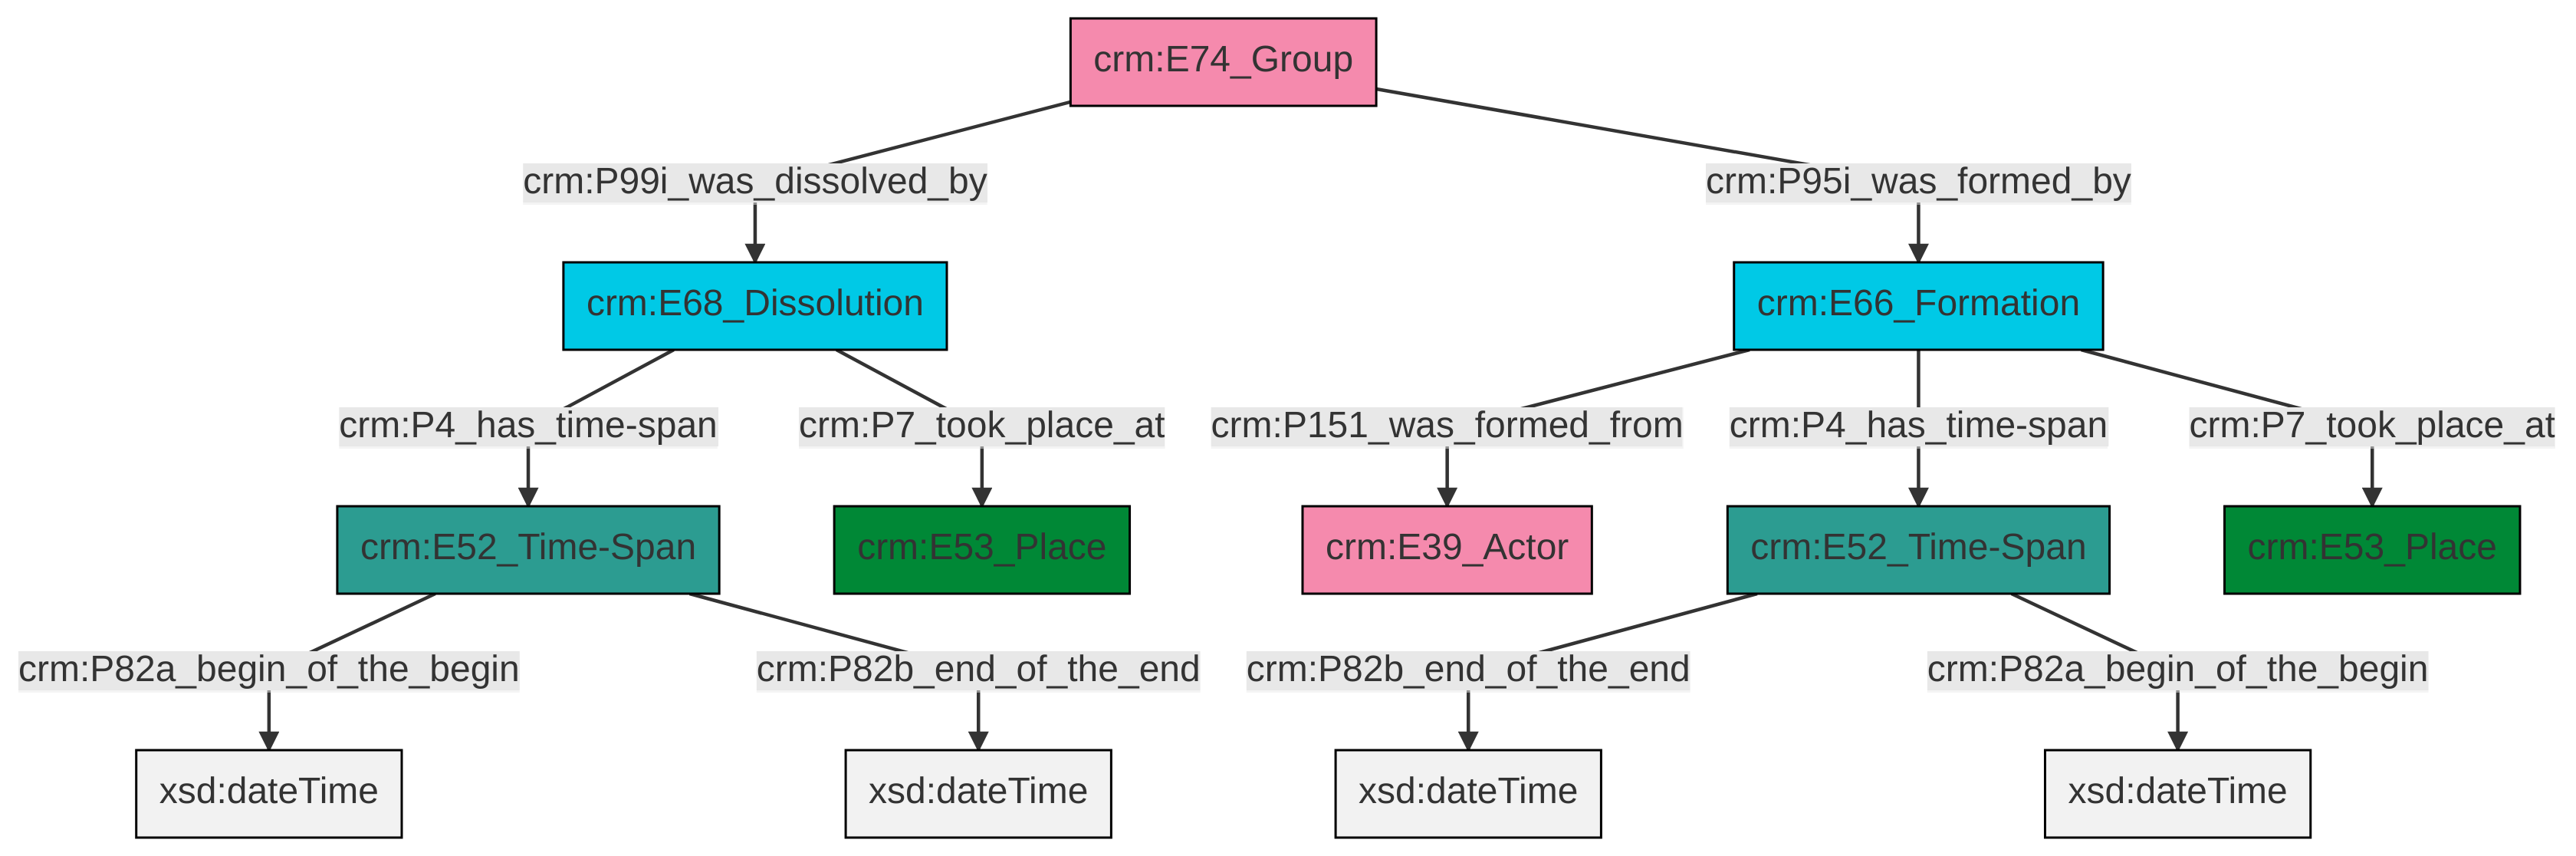 crm:E74_Group
crm:P99i_was_dissolved_by
crm:P95i_was_formed_by
crm:E68_Dissolution
crm:E66_Formation
crm:P4_has_time-span
crm:P7_took_place_at
crm:P151_was_formed_from
crm:P4_has_time-span
crm:P7_took_place_at
crm:E52_Time-Span
crm:E53_Place
crm:E39_Actor
crm:E52_Time-Span
crm:E53_Place
crm:P82a_begin_of_the_begin
crm:P82b_end_of_the_end
crm:P82b_end_of_the_end
crm:P82a_begin_of_the_begin
xsd:dateTime
xsd:dateTime
xsd:dateTime
xsd:dateTime